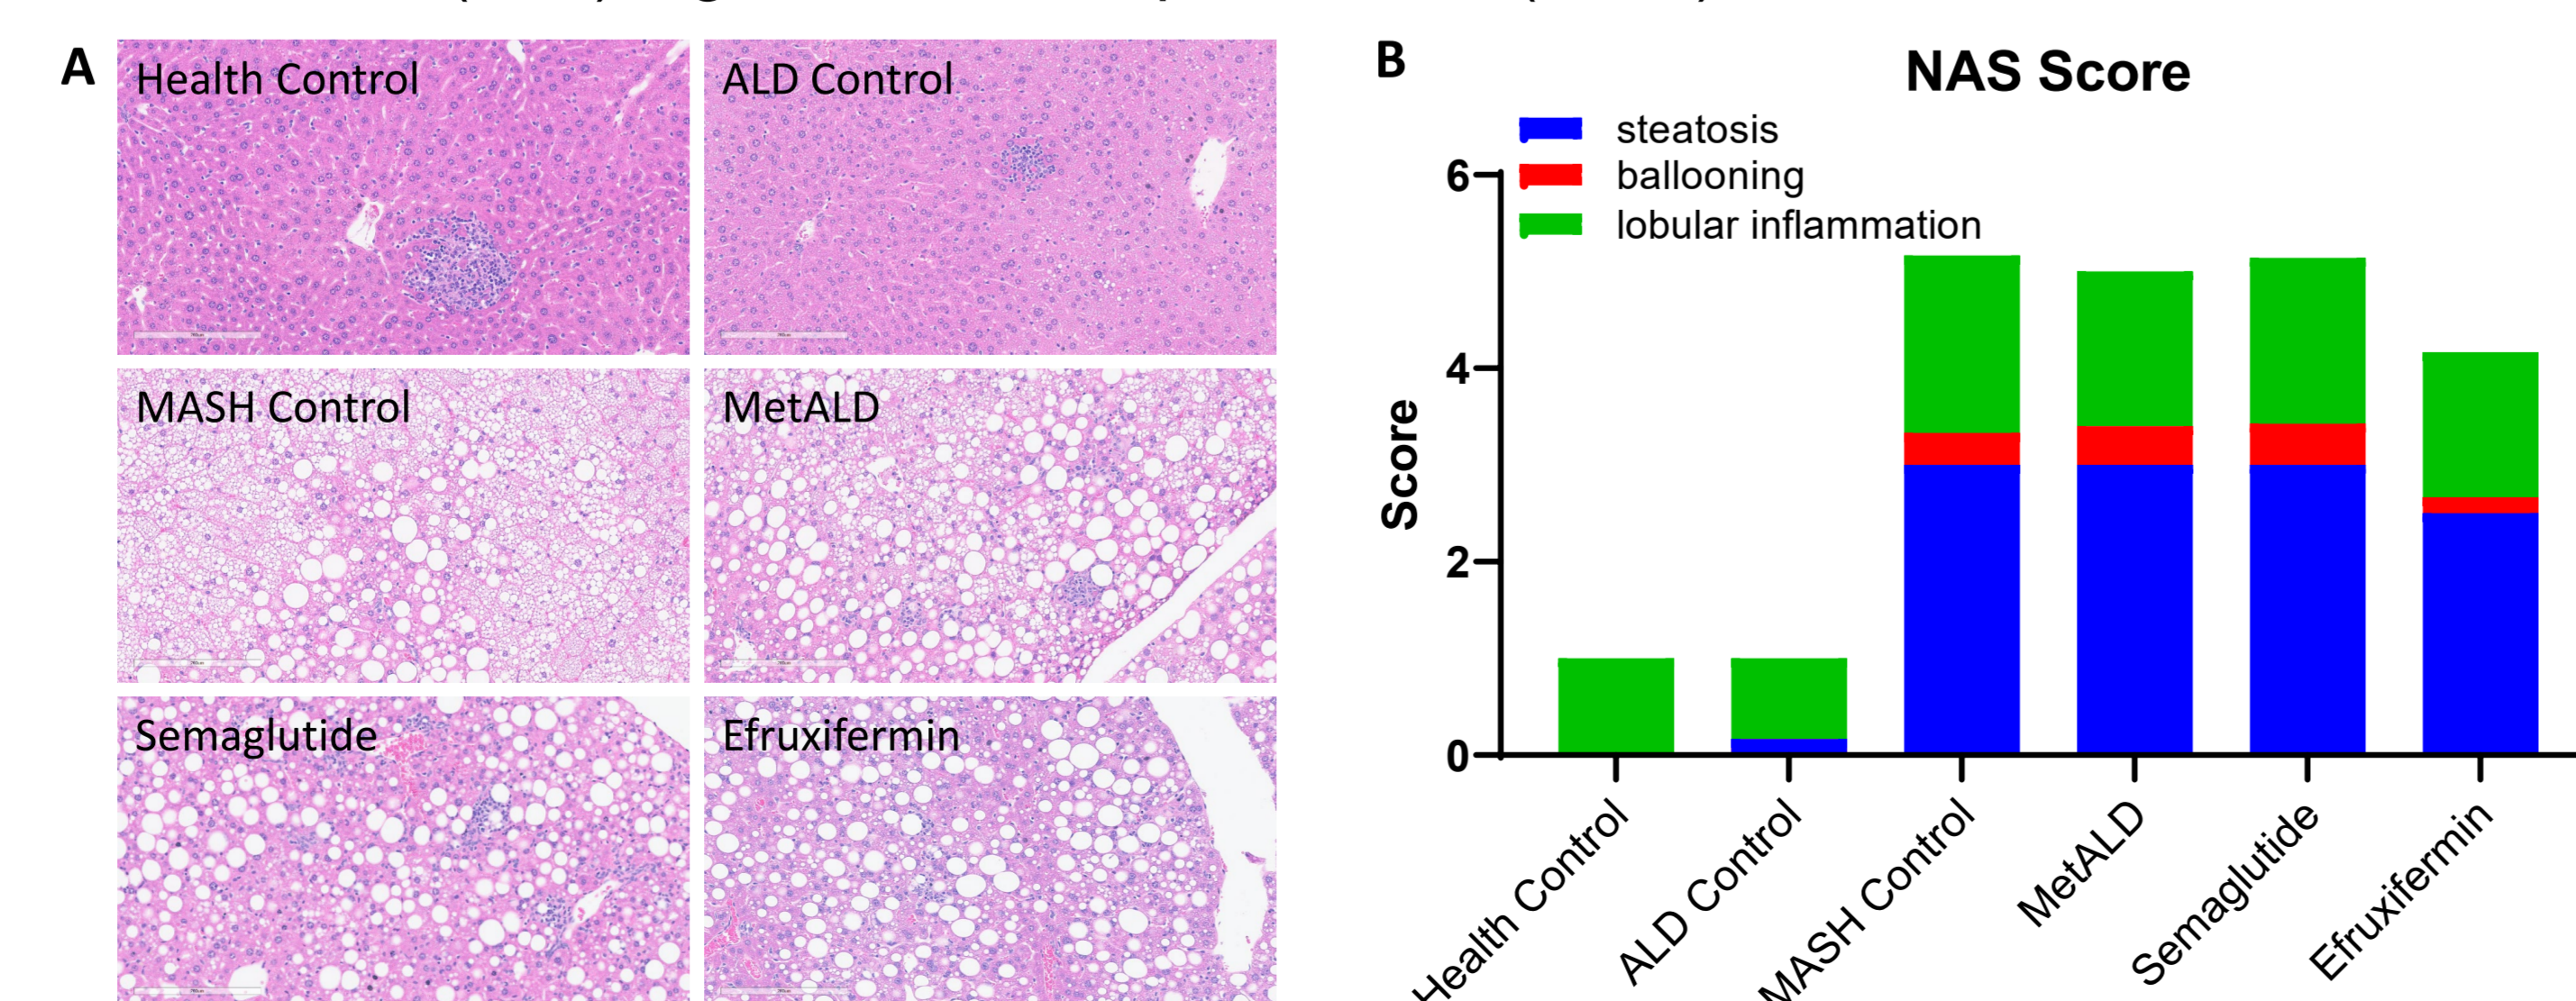 A
Health Control
ALD Control
MASH Control
MetALD
Semaglutide
Efruxifermin
B
NAS Score
steatosis
ballooning
lobular inflammation
6
4
2
0
Score
Health Control
ALD Control
MASH Control
MetALD
Semaglutide
Efruxifermin